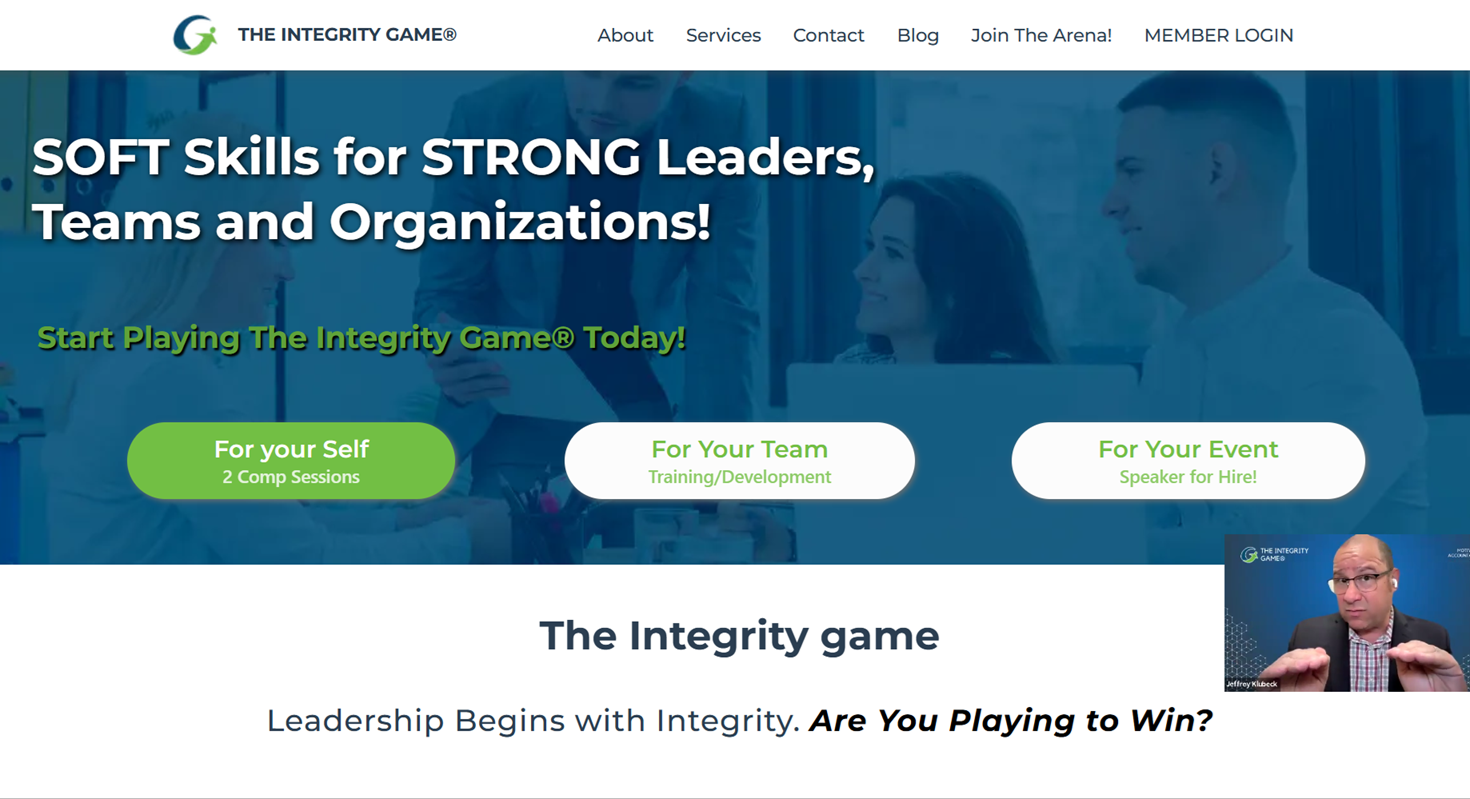 THE INTEGRITY GAME®
About
Services
Contact
Blog
Join The Arena!
MEMBER LOGIN
SOFT Skills for STRONG Leaders,
Teams and Organizations!
Start Playing The Integrity Game® Today!
For your Self
2 Comp Sessions
For Your Team
Training/Development
For Your Event
Speaker for Hire!
THE INTEGRITY
GAME®
Jeffrey Klubeck
The Integrity game
Leadership Begins with Integrity. Are You Playing to Win?